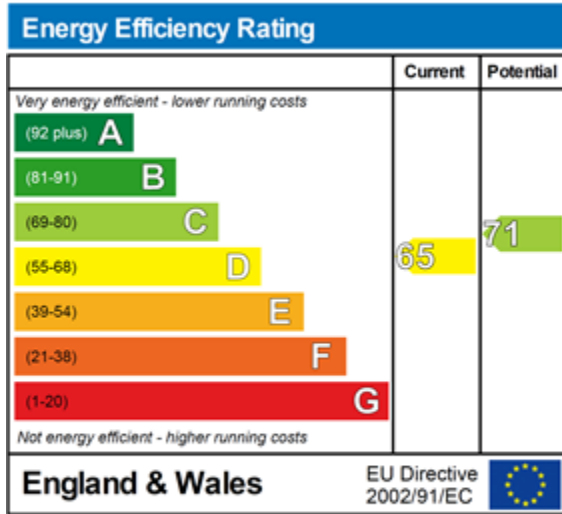 Energy Efficiency Rating
Current Potential
Very energy efficient - lower running costs
(92 plus) A
(81-91) B
(69-80) C
(55-68) D
(39-54) E
(21-38) F
(1-20) G
65
71
Not energy efficient - higher running costs
England & Wales
EU Directive
2002/91/EC